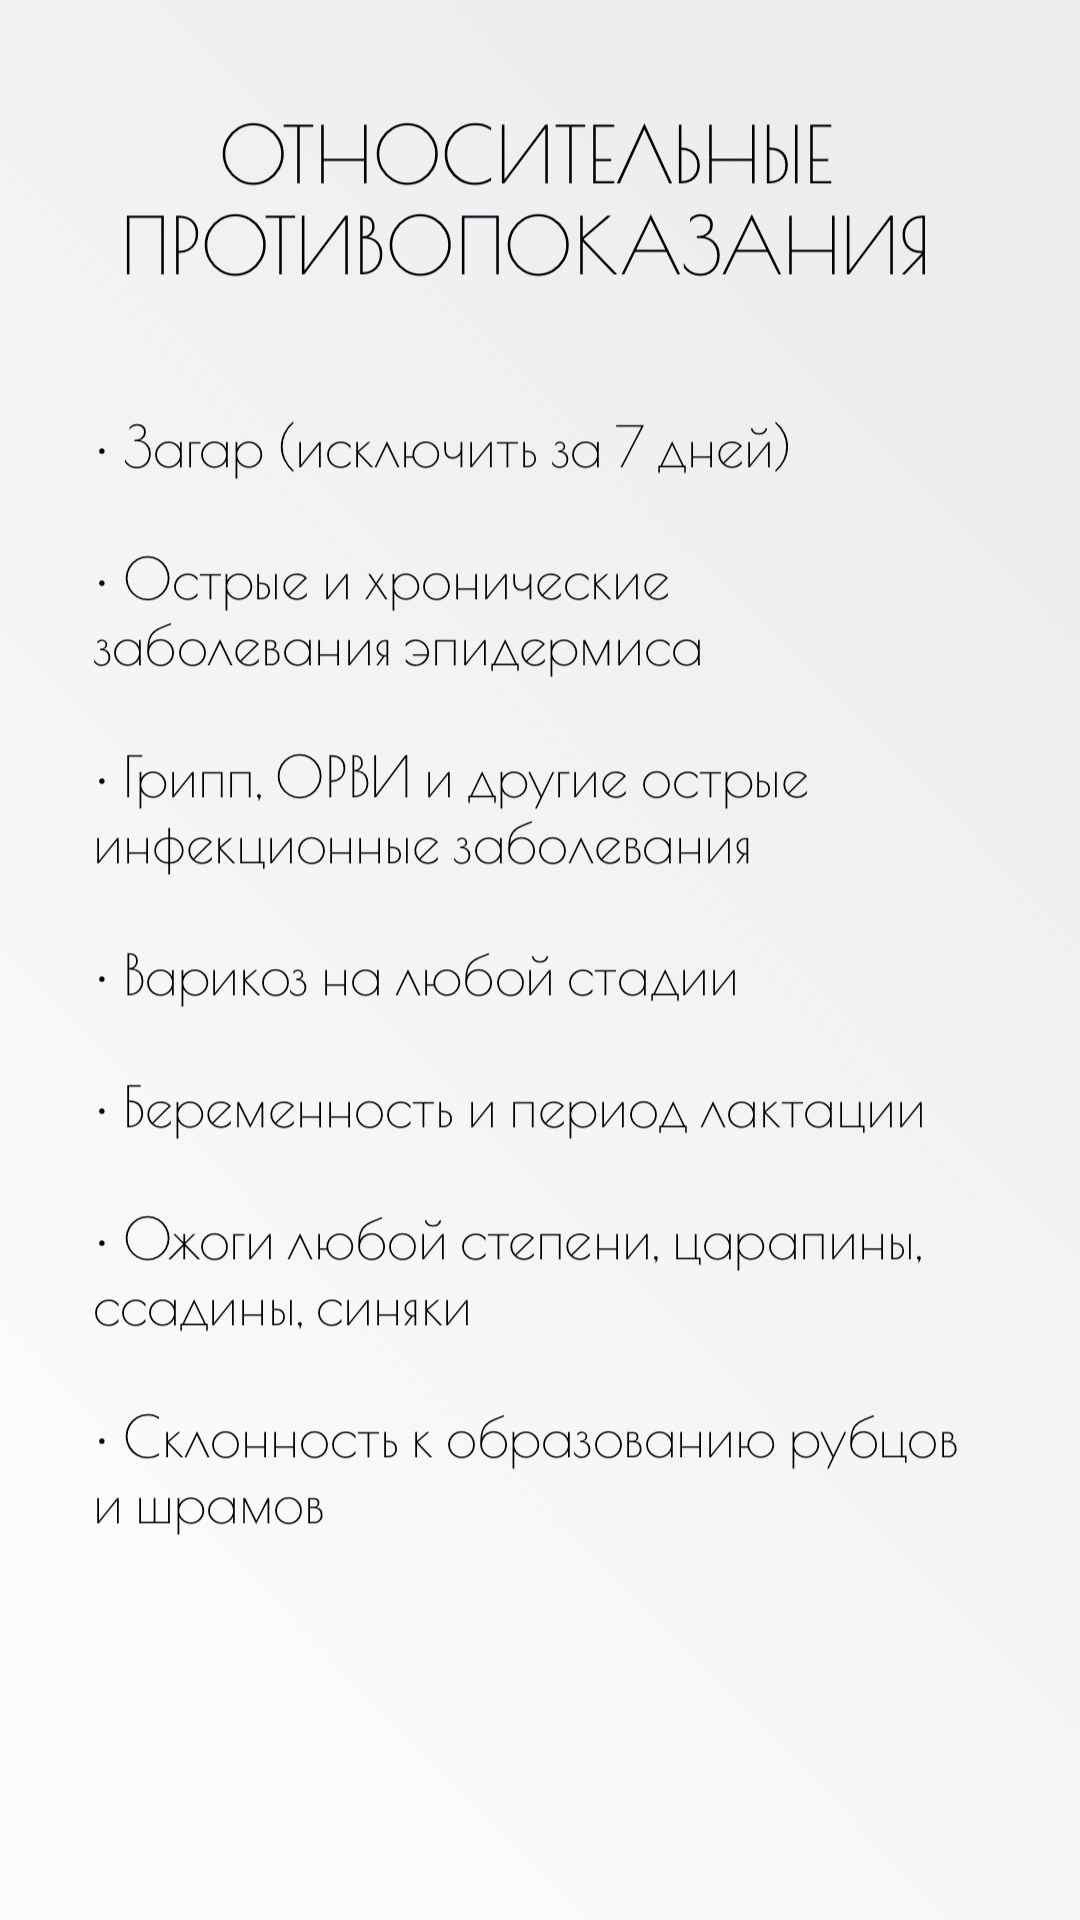 ОТНОСИТЕЛЬНЫЕ
ПРОТИВОПОКАЗАНИЯ
• Загар (исключить за 7 дней)
• Острые и хронические
заболевания эпидермиса
• Грипп, ОРВИ и другие острые
инфекционные заболевания
• Варикоз на любой стадии
• Беременность и период лактации
• Ожоги любой степени, царапины,
ссадины, синяки
• Склонность к образованию рубцов
и шрамов